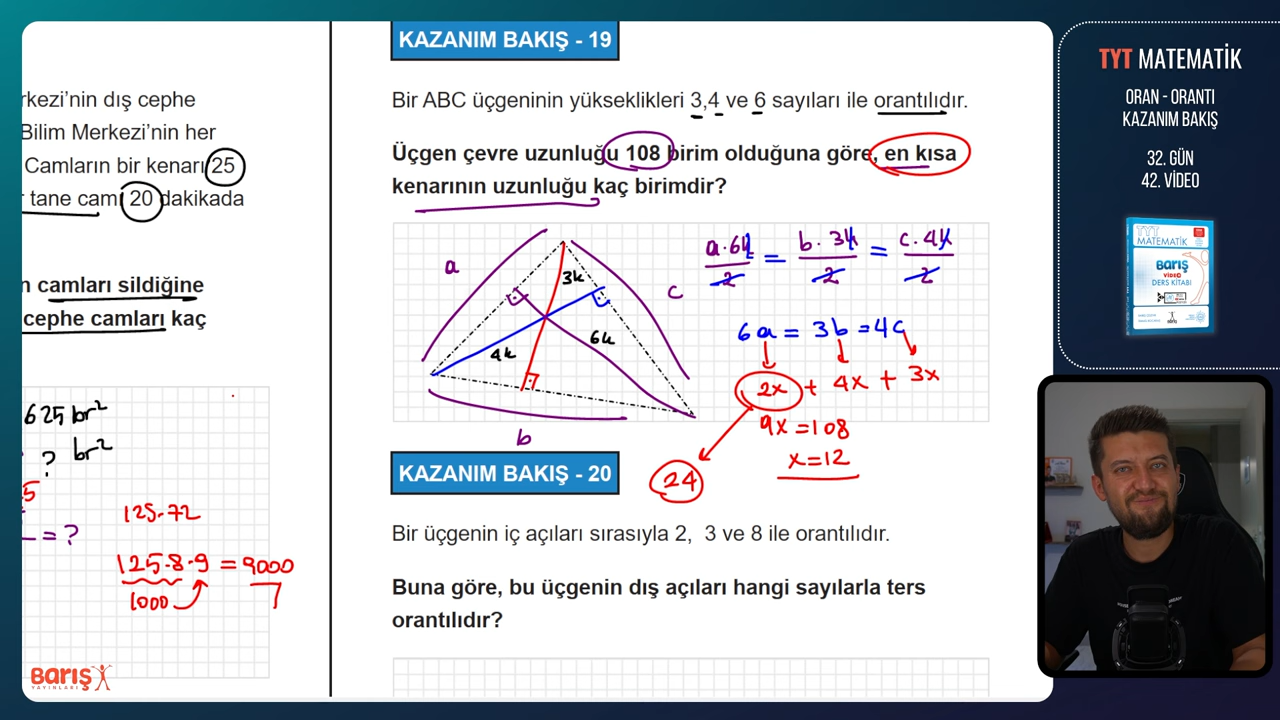 rkezi'nin dış cephe
Bilim Merkezi'nin her
Camların bir kenarı 25
tane camı 20 dakikada
n camları sildiğine
cephe camları kaç
625 br²
? br²
5
= ?
125.72
125.8.9 = 9000
1000
BARIŞ
YAYINLARI
KAZANIM BAKIŞ - 19
Bir ABC üçgeninin yükseklikleri 3,4 ve 6 sayıları ile orantılıdır.
Üçgen çevre uzunluğu 108 birim olduğuna göre, en kısa
kenarının uzunluğu kaç birimdir?
a
b
c
3k
4k
6k
a.6k/2 = b.3k/2 = c.4k/2
6a = 3b = 4c
2x + 4x + 3x
9x = 108
x = 12
24
KAZANIM BAKIŞ - 20
Bir üçgenin iç açıları sırasıyla 2, 3 ve 8 ile orantılıdır.
Buna göre, bu üçgenin dış açıları hangi sayılarla ters
orantılıdır?
TYT MATEMATİK
ORAN - ORANTI
KAZANIM BAKIŞ
32. GÜN
42. VİDEO
TYT
MATEMATİK
BARIŞ
VİDEO
DERS KİTABI